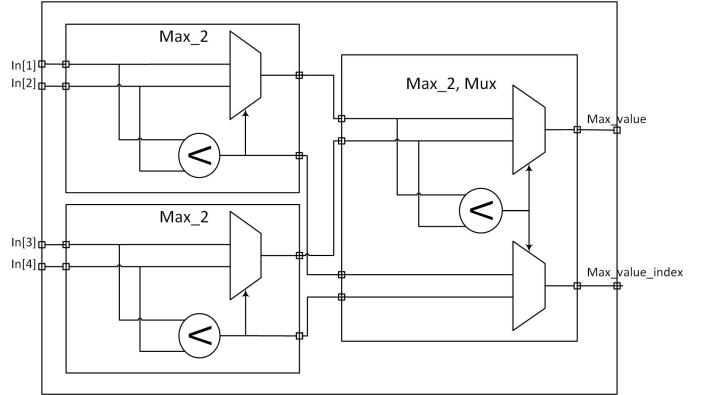 Max_2
In[1]
In[2]
<
Max_2, Mux
Max_value
<
Max_2
In[3]
In[4]
Max_value_index
<